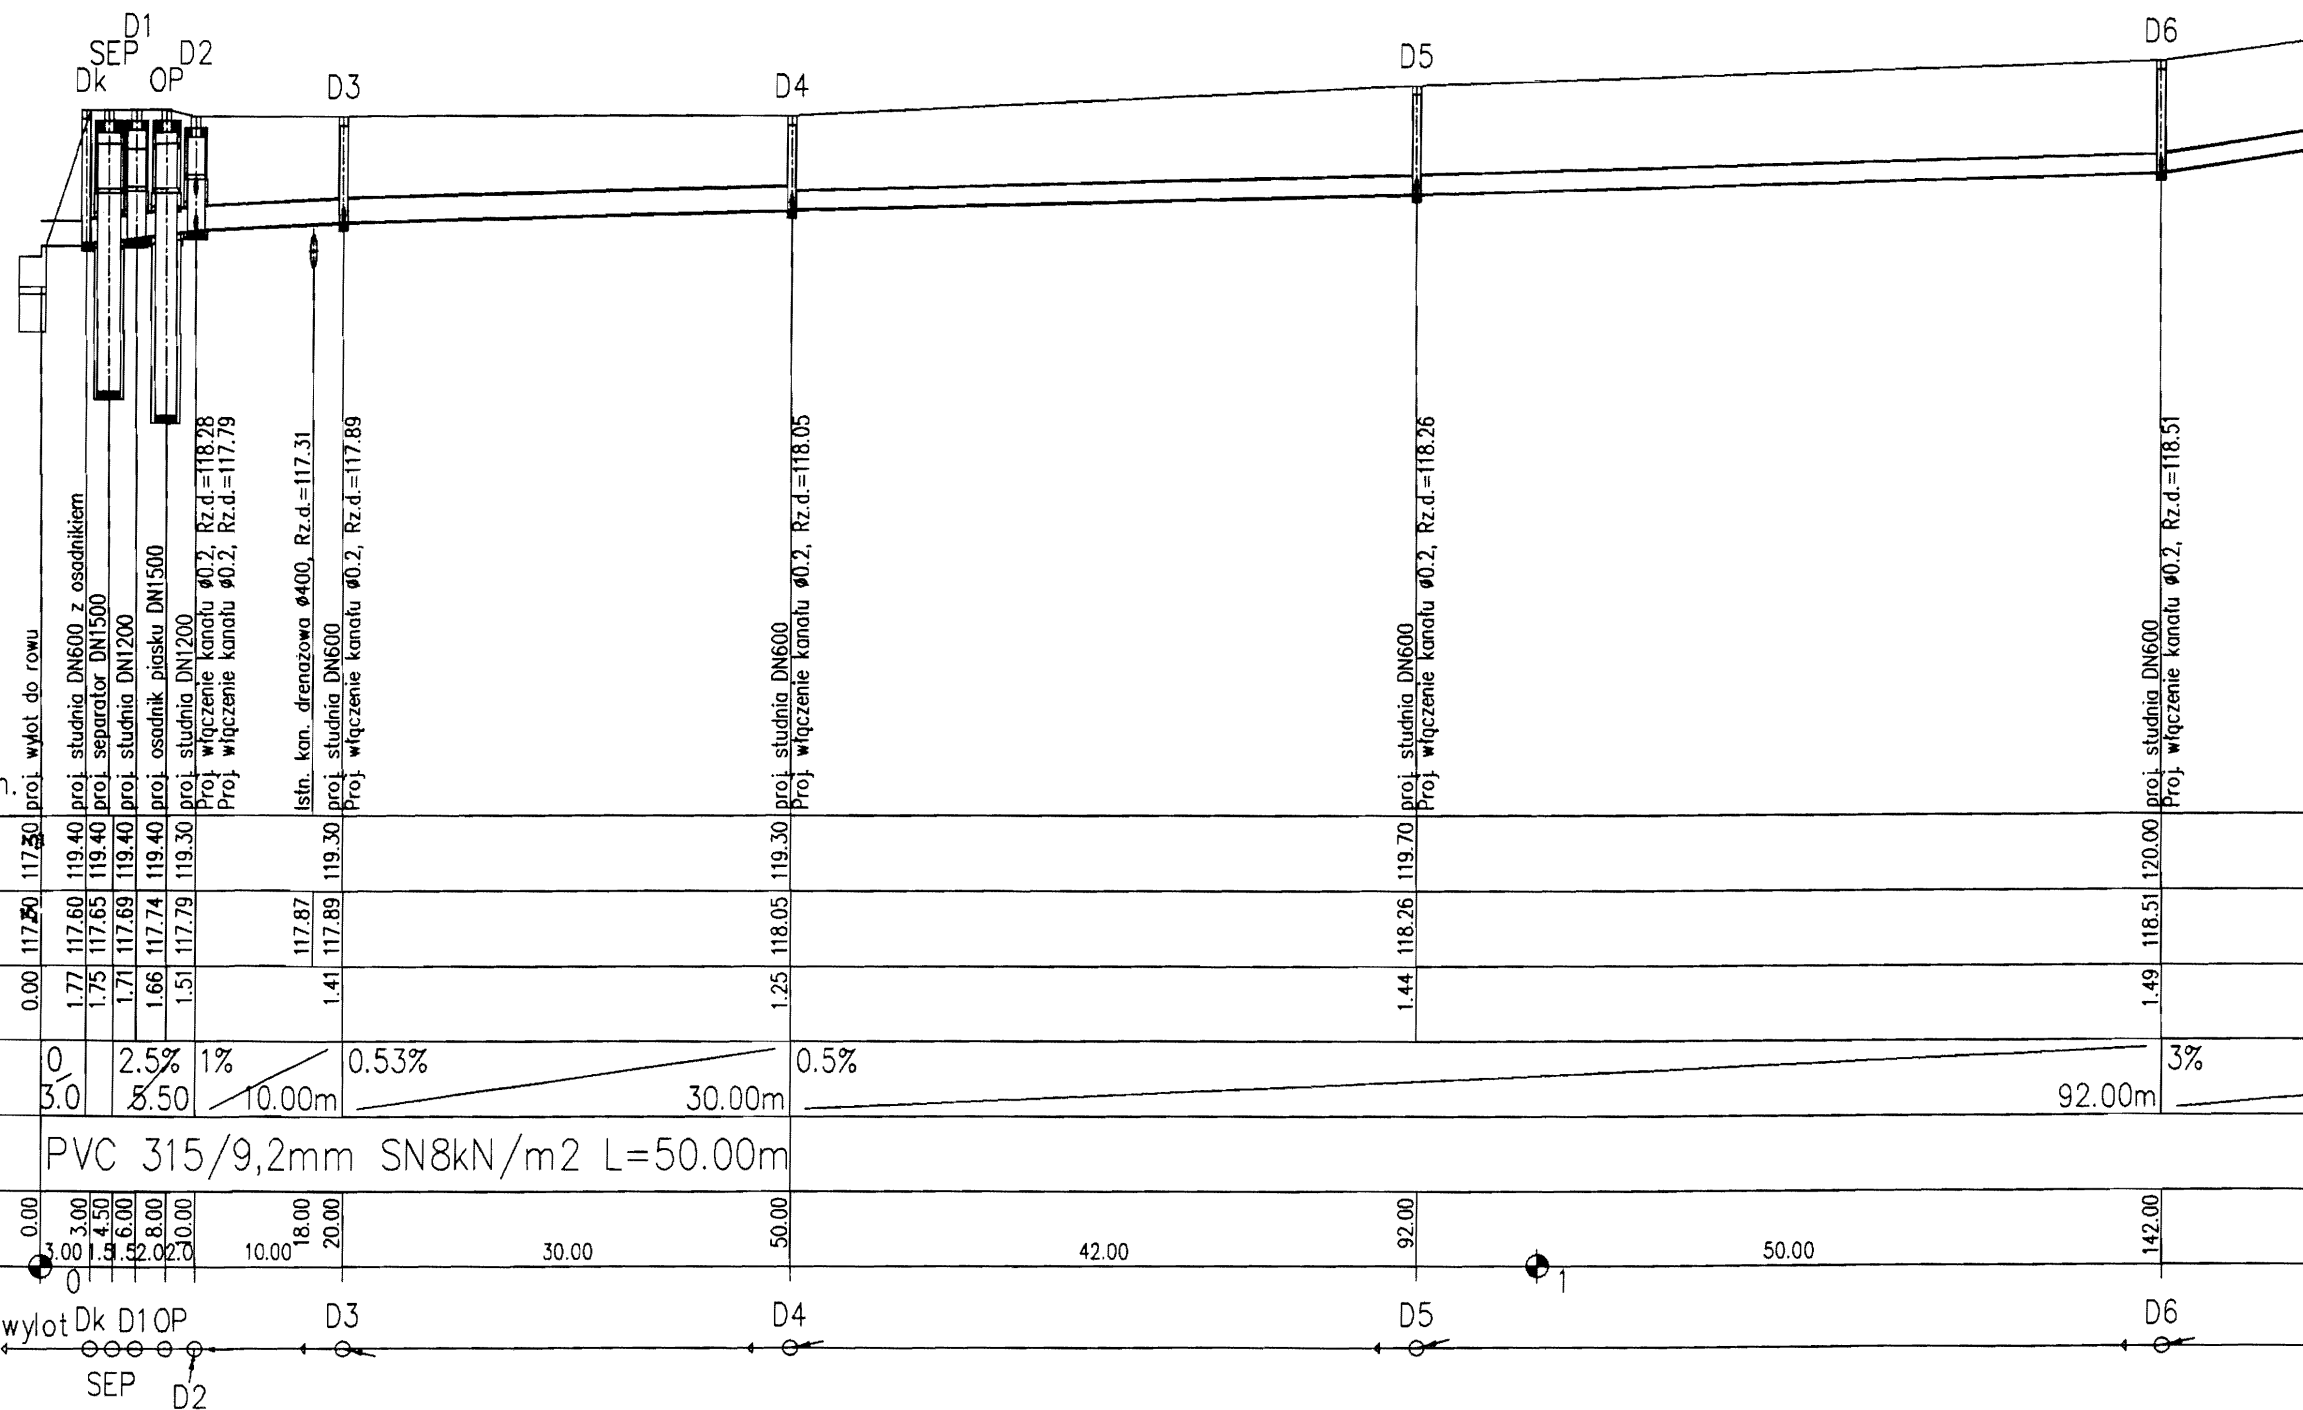 D1
SEP D2
Dk OP
D3
D4
D5
D6
proj. wylot do rowu
proj. studnia DN600 z osadnikiem
proj. separator DN1500
proj. studnia DN1200
proj. osadnik piasku DN1500
proj. studnia DN1200
Proj. włączenie kanału ø0.2, Rz.d.=118.28
Proj. włączenie kanału ø0.2, Rz.d.=117.79
Istn. kan. drenażowa ø400, Rz.d.=117.31
proj. studnia DN600
Proj. włączenie kanału ø0.2, Rz.d.=117.89
proj. studnia DN600
Proj. włączenie kanału ø0.2, Rz.d.=118.05
proj. studnia DN600
Proj. włączenie kanału ø0.2, Rz.d.=118.26
proj. studnia DN600
Proj. włączenie kanału ø0.2, Rz.d.=118.51
119.40 119.40 119.40 119.40 119.30 119.30 119.30 119.70 120.00
117.60 117.65 117.69 117.74 117.79 117.87 117.89 118.05 118.26 118.51
0.00 1.77 1.75 1.71 1.66 1.51 1.41 1.25 1.44 1.49
0 2.5% 1% 0.53% 0.5% 3%
3.0 5.50 10.00m 30.00m 92.00m
PVC 315/9,2mm SN8kN/m2 L=50.00m
0.00 3.00 4.50 6.00 8.00 10.00 18.00 20.00 50.00 92.00 142.00
3.00 1.5 1.5 2.0 2.0 10.00 30.00 42.00 50.00
0 1
wylot Dk D1 OP D3 D4 D5 D6
SEP D2